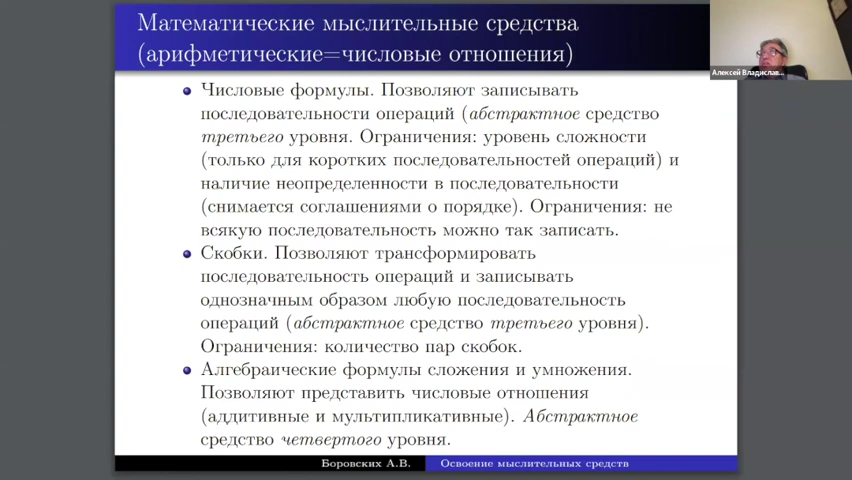 Математические мыслительные средства
(арифметические=числовые отношения)
Алексей Владислав...
Числовые формулы. Позволяют записывать
последовательности операций (абстрактное средство
третьего уровня. Ограничения: уровень сложности
(только для коротких последовательностей операций) и
наличие неопределенности в последовательности
(снимается соглашениями о порядке). Ограничения: не
всякую последовательность можно так записать.
Скобки. Позволяют трансформировать
последовательность операций и записывать
однозначным образом любую последовательность
операций (абстрактное средство третьего уровня).
Ограничения: количество пар скобок.
Алгебраические формулы сложения и умножения.
Позволяют представить числовые отношения
(аддитивные и мультипликативные). Абстрактное
средство четвертого уровня.
Боровских А.В. Освоение мыслительных средств